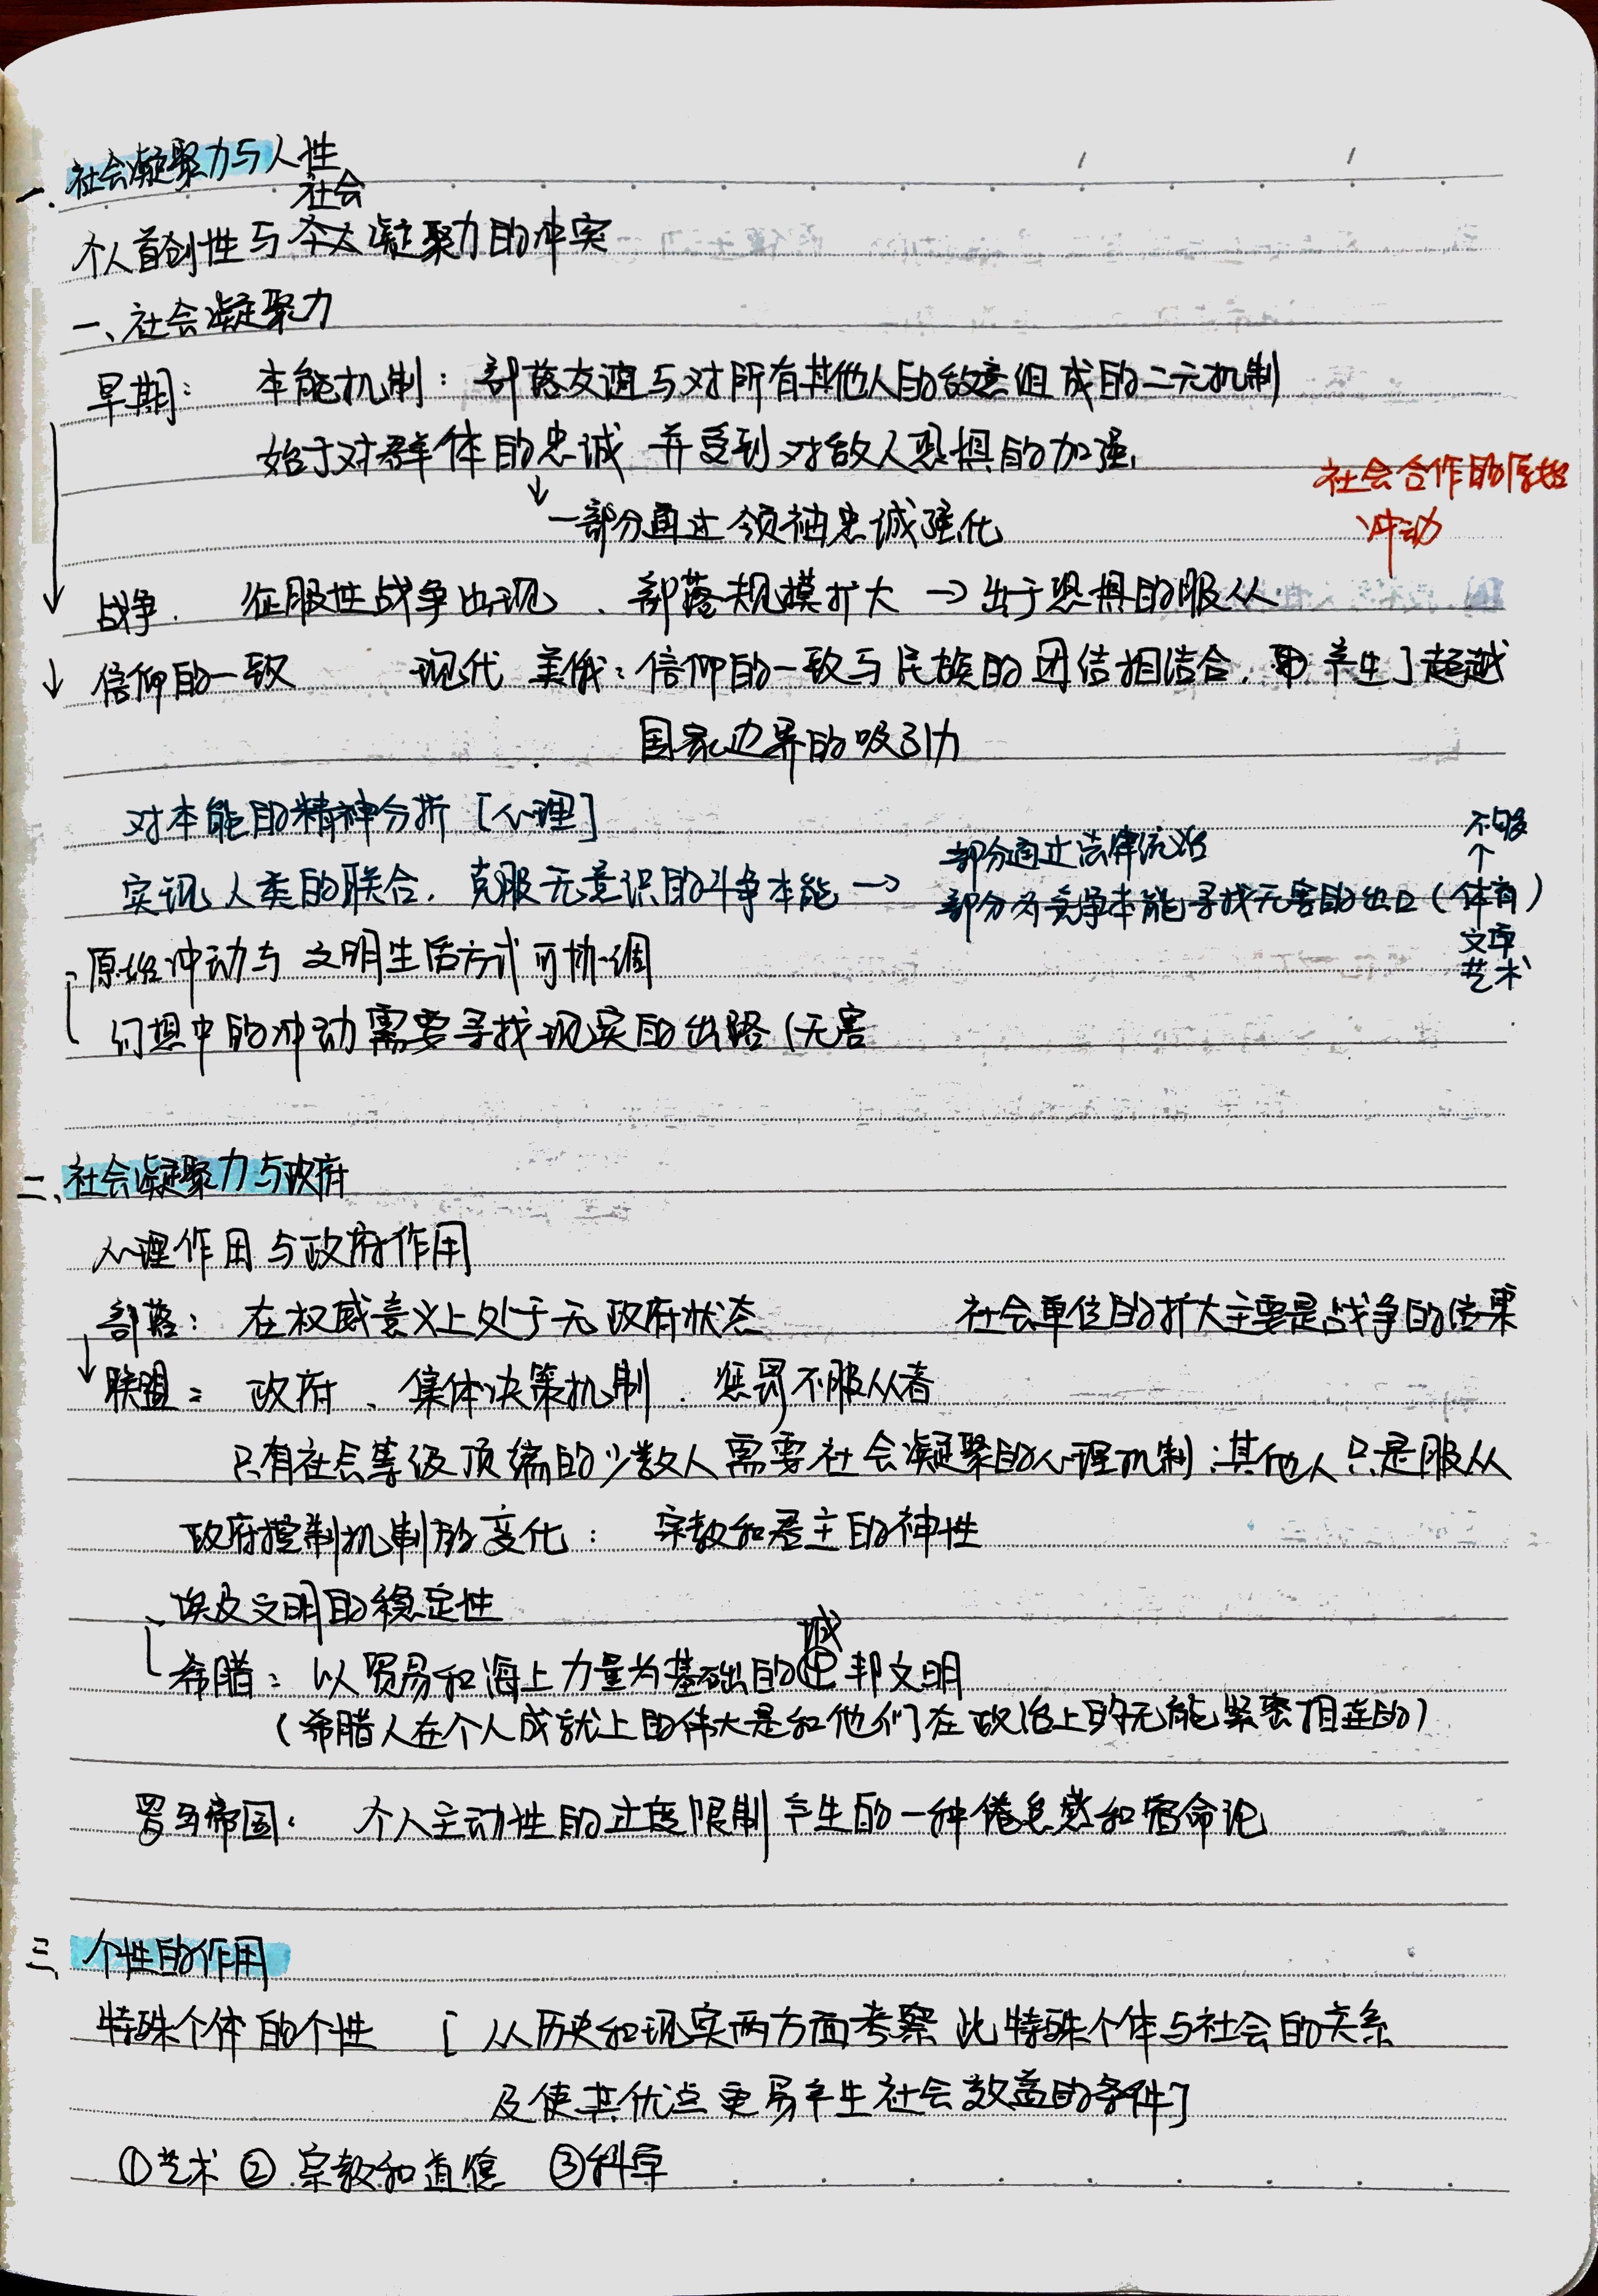 一、社会凝聚力与人性
社会
个人首创性与个人凝聚力的冲突
一、社会凝聚力
早期： 本能机制：部落友谊与对所有其他人的敌意组成的二元机制
始于对群体的忠诚 并受到对敌人恐惧的加强
↓
一部分通过领袖忠诚强化
社会合作的原始
冲动
↓ 战争. 征服性战争出现、部落规模扩大 → 出于恐惧的服从
↓ 信仰的一致 现代 美俄：信仰的一致与民族的团结相结合，产生了超越
国家边界的吸引力
对本能的精神分析 [心理]
实现人类的联合，克服无意识的斗争本能 →
部分通过法律统治
部分为竞争本能寻找无害的出口（体育）
↑
不够
文章
艺术
原始冲动与文明生活方式可协调
幻想中的冲动需要寻找现实的出路（无害
二、社会凝聚力与政府
心理作用与政府作用
部落：在权威意义上处于无政府状态 社会单位的扩大主要是战争的结果
↓ 联盟：政府、集体决策机制、惩罚不服从者
只有社会等级顶端的少数人需要社会凝聚的心理机制；其他人只是服从
政府控制机制的变化：宗教和君主的神性
埃及文明的稳定性
希腊：以贸易和海上力量为基础的城邦文明
（希腊人在个人成就上的伟大是和他们在政治上的无能紧密相连的）
罗马帝国：个人主动性的过度限制产生的一种倦怠感和宿命论
三、个性的作用
特殊个体的个性 [从历史和现实两方面考察此特殊个体与社会的关系
及使其优点更易产生社会效益的条件]
①艺术 ②宗教和道德 ③科学